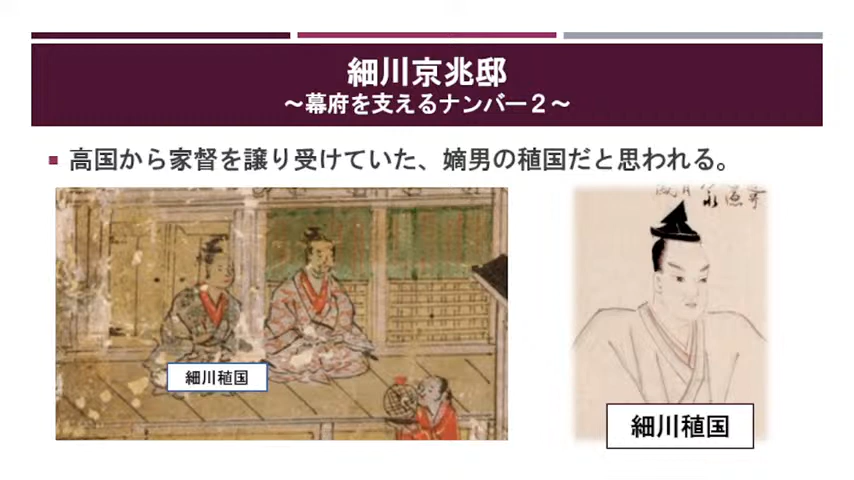 細川京兆邸
～幕府を支えるナンバー２～
■ 高国から家督を譲り受けていた、嫡男の稙国だと思われる。
細川稙国
細川稙国